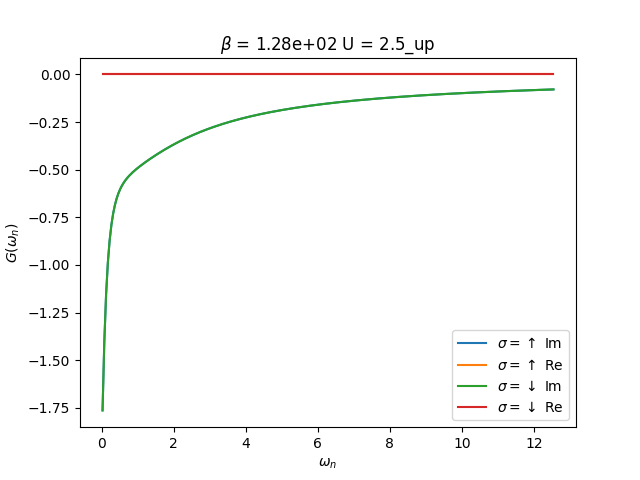 β = 1.28e+02 U = 2.5_up
G(ωₙ)
0.00
−0.25
−0.50
−0.75
−1.00
−1.25
−1.50
−1.75
0 2 4 6 8 10 12
ωₙ
σ = ↑ Im
σ = ↑ Re
σ = ↓ Im
σ = ↓ Re